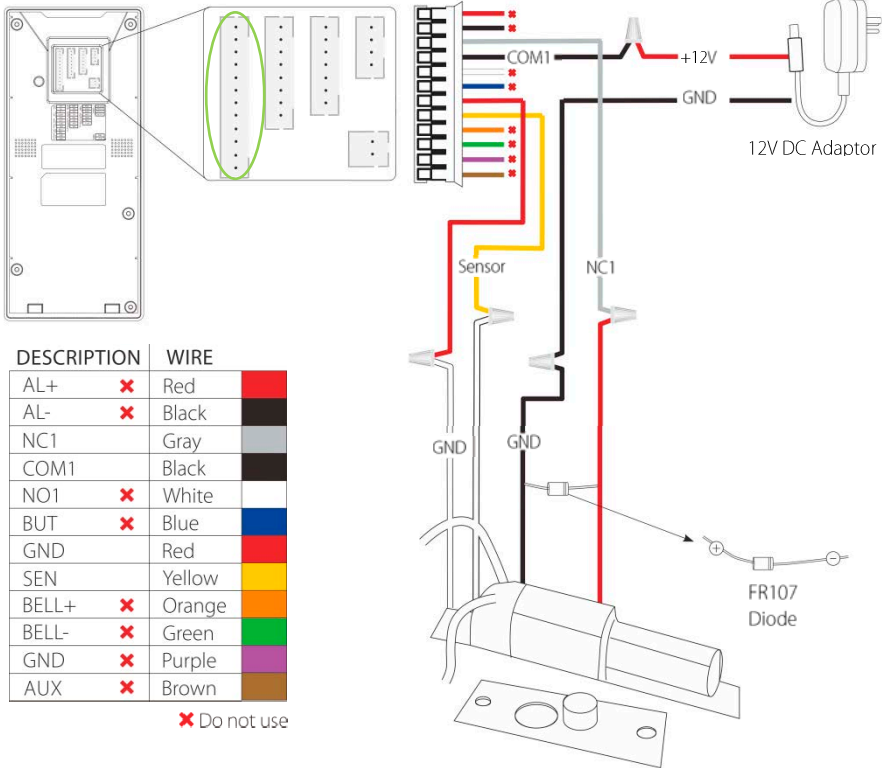 COM1
+12V
GND
12V DC Adaptor
Sensor
NC1
GND
GND
FR107
Diode
+
−
DESCRIPTION WIRE
AL+ ✖ Red
AL- ✖ Black
NC1 Gray
COM1 Black
NO1 ✖ White
BUT ✖ Blue
GND Red
SEN Yellow
BELL+ ✖ Orange
BELL- ✖ Green
GND ✖ Purple
AUX ✖ Brown
✖ Do not use